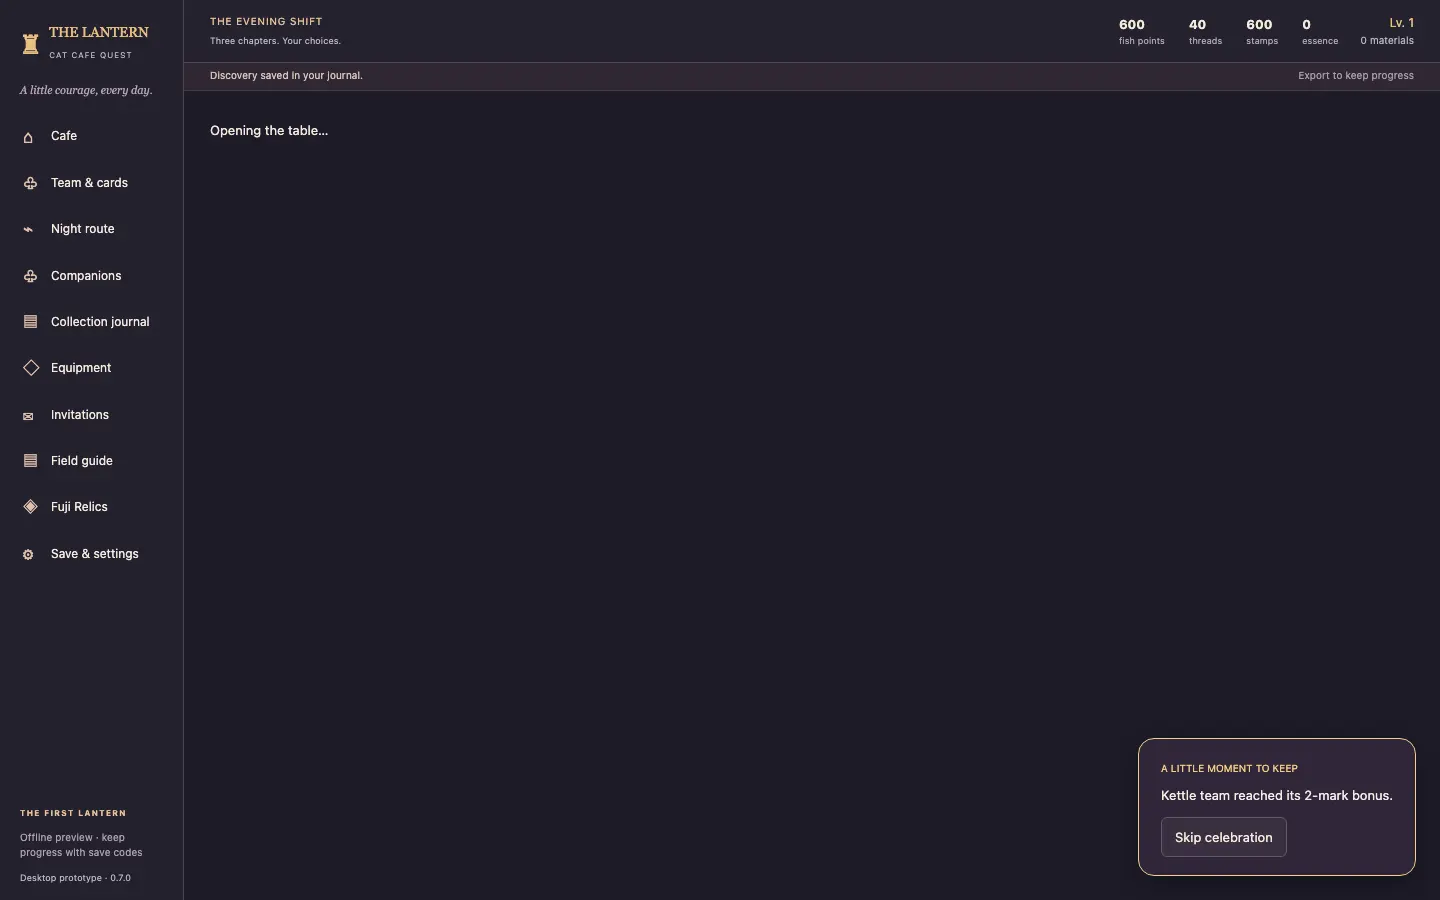 THE LANTERN
CAT CAFE QUEST
A little courage, every day.
Cafe
Team & cards
Night route
Companions
Collection journal
Equipment
Invitations
Field guide
Fuji Relics
Save & settings
THE FIRST LANTERN
Offline preview · keep
progress with save codes
Desktop prototype · 0.7.0
THE EVENING SHIFT
Three chapters. Your choices.
600
fish points
40
threads
600
stamps
0
essence
Lv. 1
0 materials
Discovery saved in your journal.
Export to keep progress
Opening the table…
A LITTLE MOMENT TO KEEP
Kettle team reached its 2-mark bonus.
Skip celebration